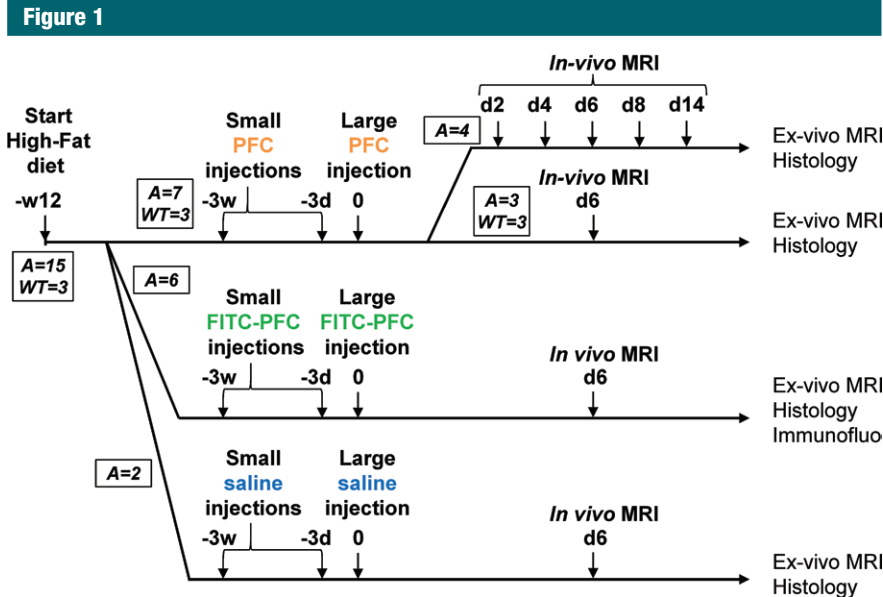 Figure 1
In-vivo MRI
d2 d4 d6 d8 d14
Start
High-Fat
diet
-w12
A=15
WT=3
A=7
WT=3
Small
PFC
injections
-3w -3d
Large
PFC
injections
0
A=4
Ex-vivo MRI
Histology
A=3
WT=3
In-vivo MRI
d6
Ex-vivo MRI
Histology
A=6
Small
FITC-PFC
injections
-3w -3d
Large
FITC-PFC
injection
0
In vivo MRI
d6
Ex-vivo MRI
Histology
Immunofluo
A=2
Small
saline
injections
-3w -3d
Large
saline
injection
0
In vivo MRI
d6
Ex-vivo MRI
Histology